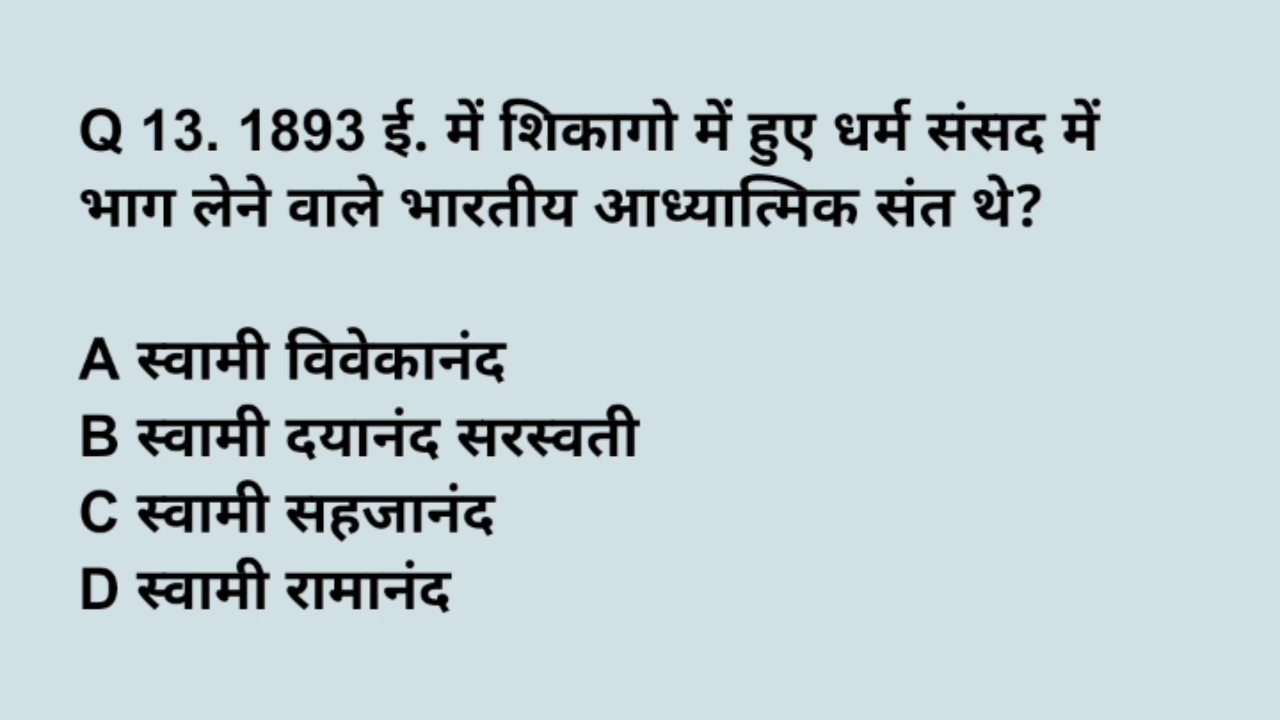 Q 13. 1893 ई. में शिकागो में हुए धर्म संसद में
भाग लेने वाले भारतीय आध्यात्मिक संत थे?
A स्वामी विवेकानंद
B स्वामी दयानंद सरस्वती
C स्वामी सहजानंद
D स्वामी रामानंद